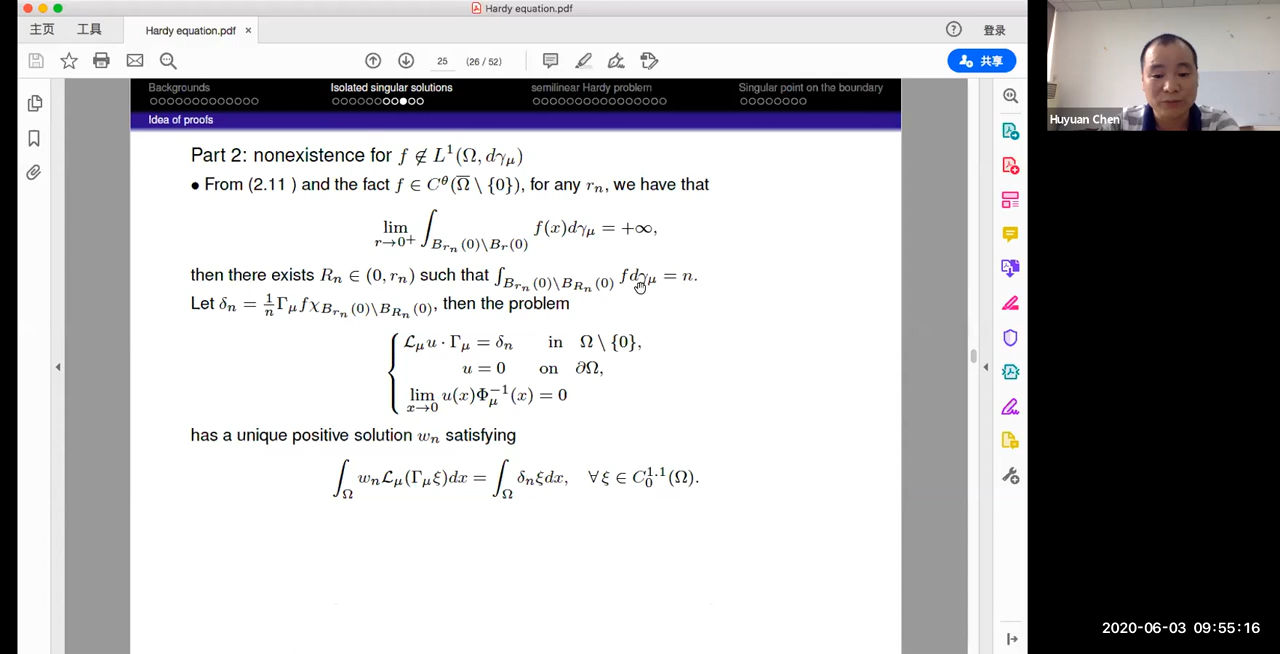 Hardy equation.pdf
主页 工具 Hardy equation.pdf × 登录
25 (26 / 52) 共享
Backgrounds Isolated singular solutions semilinear Hardy problem Singular point on the boundary
Idea of proofs
Part 2: nonexistence for f ∉ L¹(Ω, dγ_μ)
• From (2.11 ) and the fact f ∈ C^θ(Ω̅ \ {0}), for any r_n, we have that
lim_{r→0⁺} ∫_{B_{r_n}(0)\B_r(0)} f(x)dγ_μ = +∞,
then there exists R_n ∈ (0, r_n) such that ∫_{B_{r_n}(0)\B_{R_n}(0)} fdγ_μ = n.
Let δ_n = 1/n Γ_μ fχ_{B_{r_n}(0)\B_{R_n}(0)}, then the problem
ℒ_μ u · Γ_μ = δ_n in Ω \ {0},
u = 0 on ∂Ω,
lim_{x→0} u(x)Φ_μ^{-1}(x) = 0
has a unique positive solution w_n satisfying
∫_Ω w_n ℒ_μ(Γ_μ ξ)dx = ∫_Ω δ_n ξdx, ∀ ξ ∈ C_0^{1.1}(Ω).
Huyuan Chen
2020-06-03 09:55:16